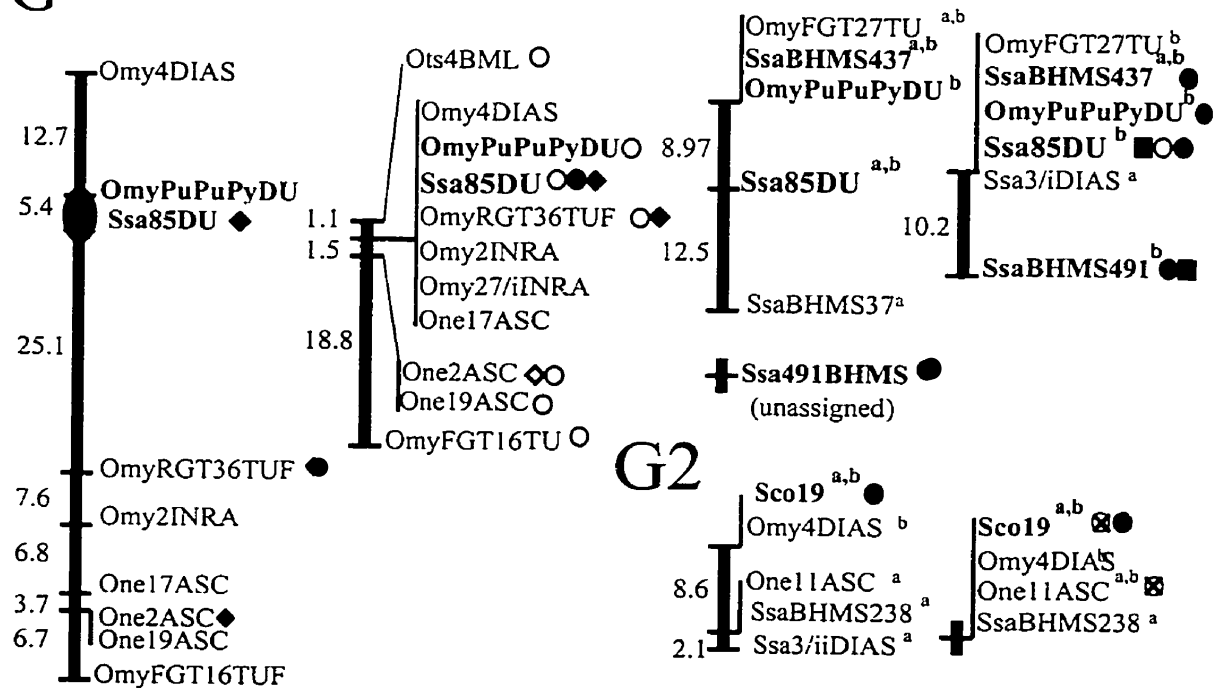 G
Omy4DIAS
12.7
OmyPuPuPyDU
5.4
Ssa85DU
25.1
OmyRGT36TUF
7.6
Omy2INRA
6.8
One17ASC
3.7
One2ASC
6.7
One19ASC
OmyFGT16TUF
Ots4BML
Omy4DIAS
OmyPuPuPyDU
Ssa85DU
1.1
OmyRGT36TUF
1.5
Omy2INRA
Omy27/iINRA
One17ASC
18.8
One2ASC
One19ASC
OmyFGT16TU
OmyFGT27TU a,b
SsaBHMS437 a,b
OmyPuPuPyDU b
8.97
Ssa85DU a,b
12.5
SsaBHMS37 a
Ssa491BHMS
(unassigned)
OmyFGT27TU b
SsaBHMS437 a,b
OmyPuPuPyDU b
Ssa85DU b
Ssa3/iDIAS a
10.2
SsaBHMS491 b
G2
Sco19 a,b
Omy4DIAS b
8.6
One11ASC a
SsaBHMS238 a
2.1
Ssa3/iiDIAS a
Sco19 a,b
Omy4DIAS b
One11ASC a,b
SsaBHMS238 a